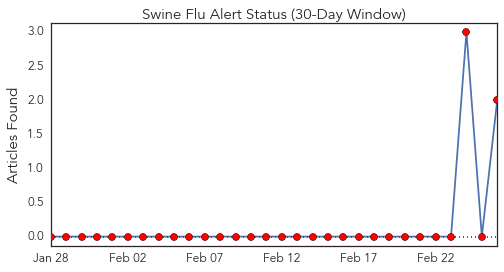 Swine Flu Alert Status (30-Day Window)
Articles Found
3.0
2.5
2.0
1.5
1.0
0.5
0.0
Jan 28 Feb 02 Feb 07 Feb 12 Feb 17 Feb 22